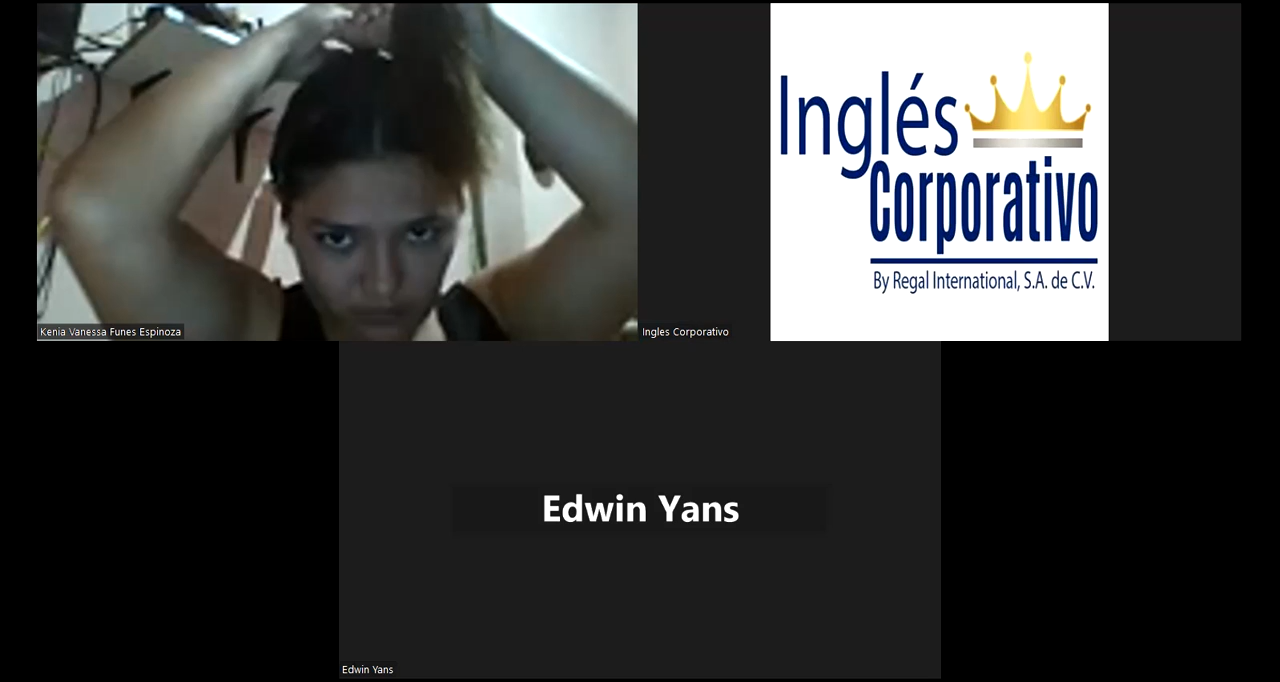 Inglés
Corporativo
By Regal International, S.A. de C.V.
Kenia Vanessa Funes Espinoza
Ingles Corporativo
Edwin Yans
Edwin Yans